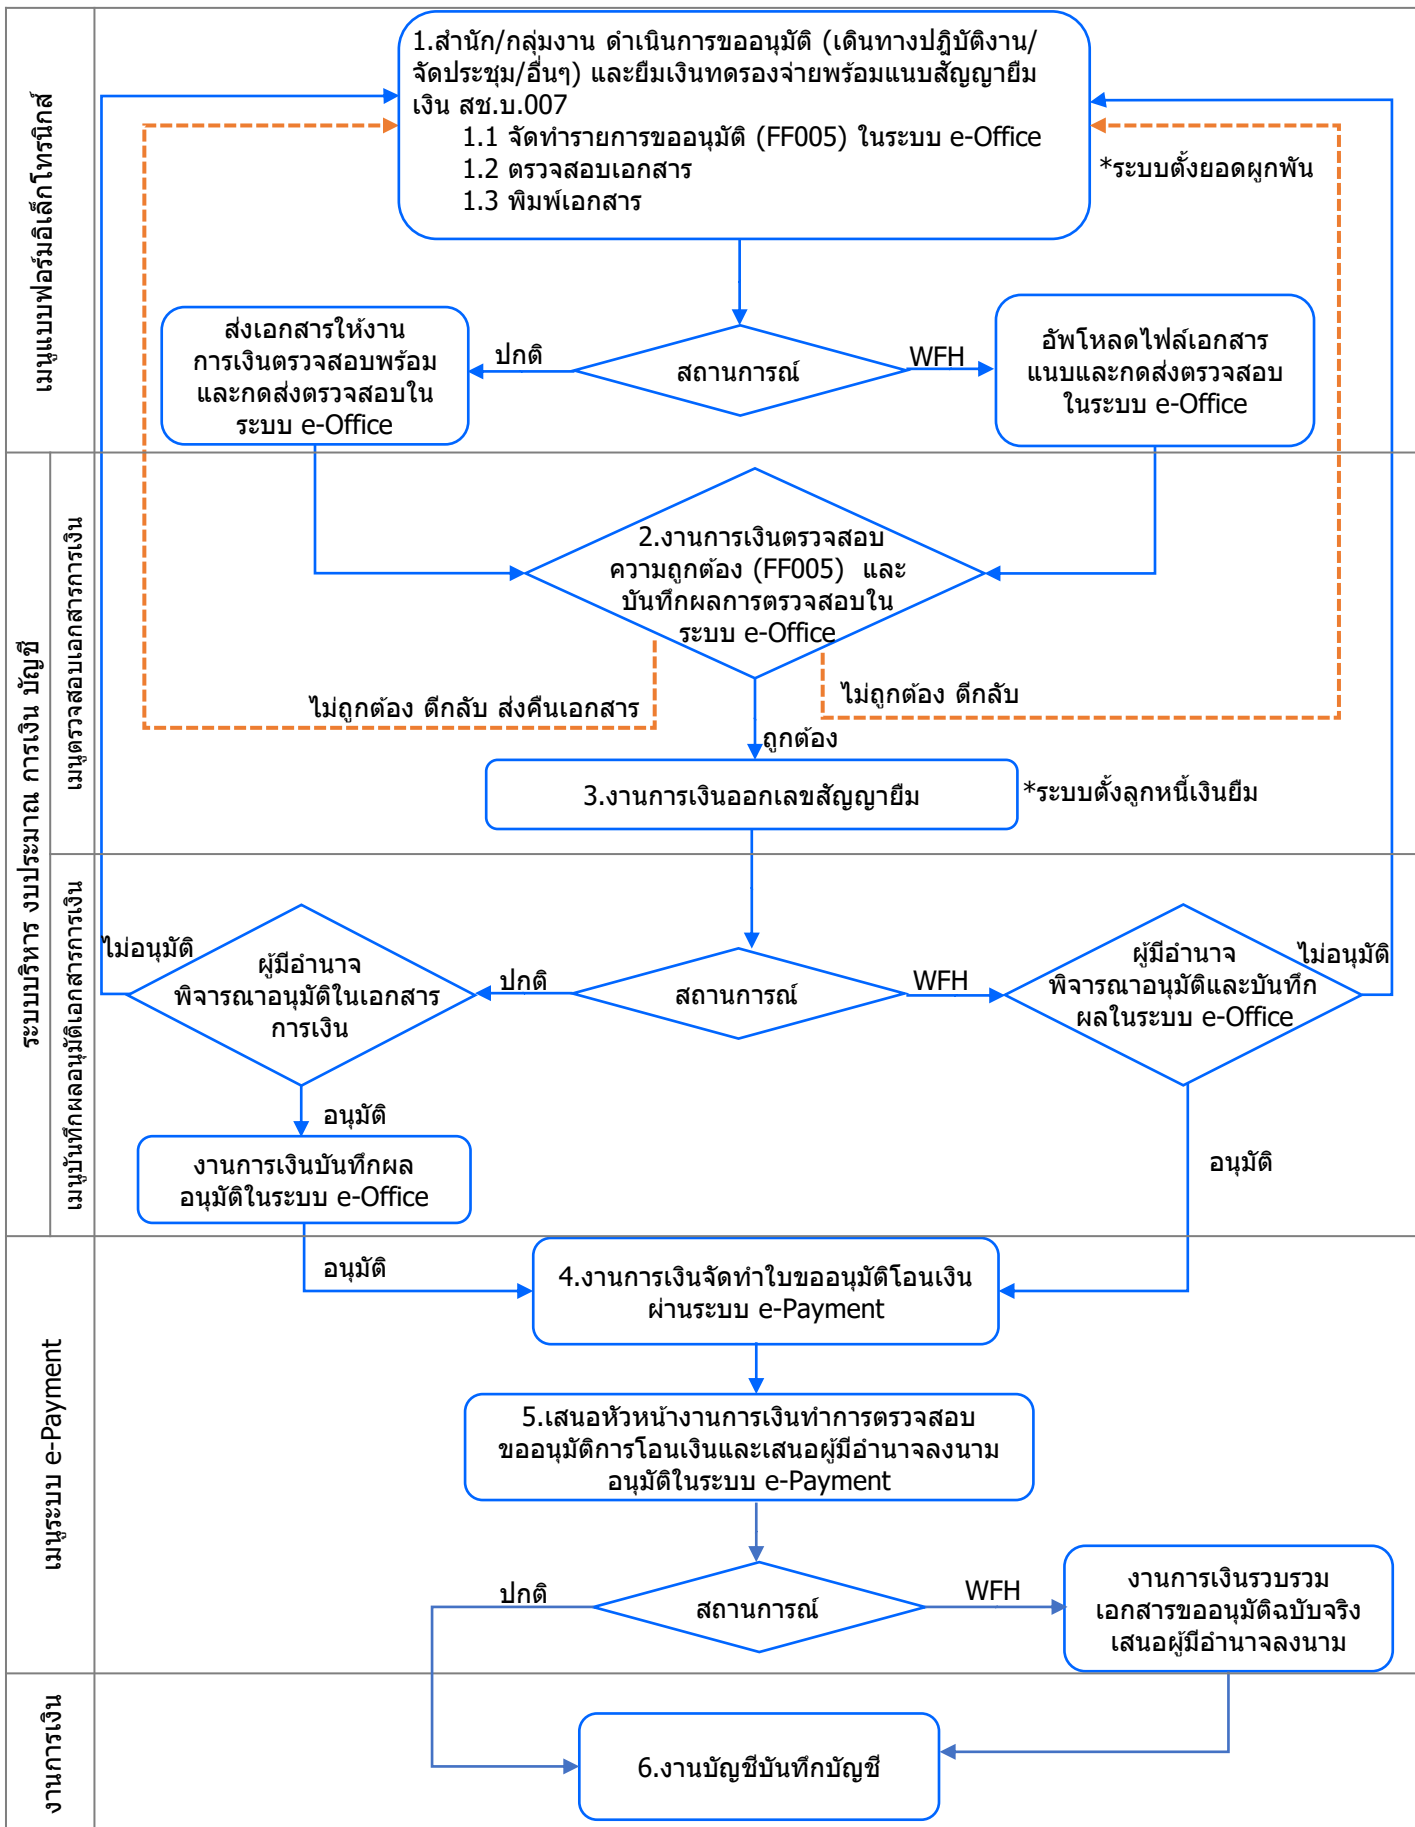 เมนูแบบฟอร์มอิเล็กโทรนิกส์
1.สำนัก/กลุ่มงาน ดำเนินการขออนุมัติ (เดินทางปฏิบัติงาน/
จัดประชุม/อื่นๆ) และยืมเงินทดรองจ่ายพร้อมแนบสัญญายืม
เงิน สช.บ.007
1.1 จัดทำรายการขออนุมัติ (FF005) ในระบบ e-Office
1.2 ตรวจสอบเอกสาร
1.3 พิมพ์เอกสาร
*ระบบตั้งยอดผูกพัน
ส่งเอกสารให้งาน
การเงินตรวจสอบพร้อม
และกดส่งตรวจสอบใน
ระบบ e-Office
ปกติ
สถานการณ์
WFH
อัพโหลดไฟล์เอกสาร
แนบและกดส่งตรวจสอบ
ในระบบ e-Office
ระบบบริหาร งบประมาณ การเงิน บัญชี
เมนูตรวจสอบเอกสารการเงิน
2.งานการเงินตรวจสอบ
ความถูกต้อง (FF005) และ
บันทึกผลการตรวจสอบใน
ระบบ e-Office
ไม่ถูกต้อง ตีกลับ ส่งคืนเอกสาร
ไม่ถูกต้อง ตีกลับ
ถูกต้อง
3.งานการเงินออกเลขสัญญายืม
*ระบบตั้งลูกหนี้เงินยืม
เมนูบันทึกผลอนุมัติเอกสารการเงิน
ไม่อนุมัติ
ผู้มีอำนาจ
พิจารณาอนุมัติในเอกสาร
การเงิน
ปกติ
สถานการณ์
WFH
ผู้มีอำนาจ
พิจารณาอนุมัติและบันทึก
ผลในระบบ e-Office
ไม่อนุมัติ
อนุมัติ
งานการเงินบันทึกผล
อนุมัติในระบบ e-Office
อนุมัติ
เมนูระบบ e-Payment
อนุมัติ
4.งานการเงินจัดทำใบขออนุมัติโอนเงิน
ผ่านระบบ e-Payment
5.เสนอหัวหน้างานการเงินทำการตรวจสอบ
ขออนุมัติการโอนเงินและเสนอผู้มีอำนาจลงนาม
อนุมัติในระบบ e-Payment
ปกติ
สถานการณ์
WFH
งานการเงินรวบรวม
เอกสารขออนุมัติฉบับจริง
เสนอผู้มีอำนาจลงนาม
งานการเงิน
6.งานบัญชีบันทึกบัญชี